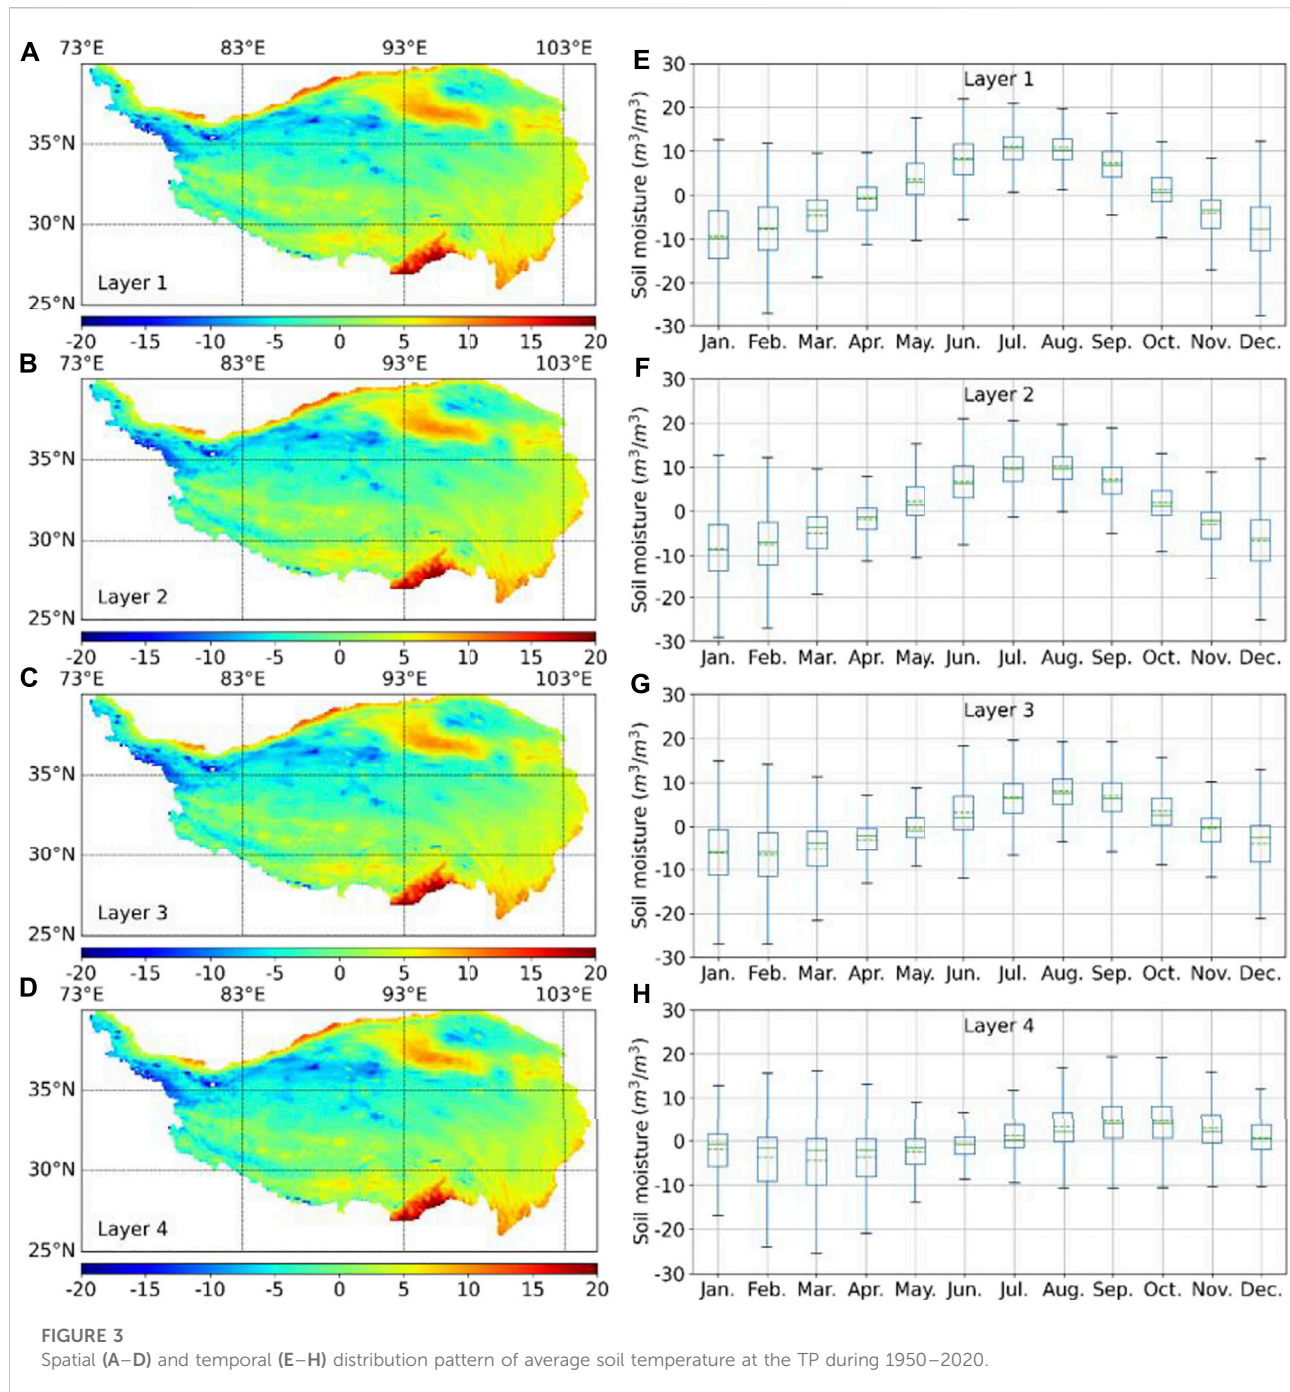 A
73°E 83°E 93°E 103°E
35°N
30°N
25°N
Layer 1
-20 -15 -10 -5 0 5 10 15 20
B
73°E 83°E 93°E 103°E
35°N
30°N
25°N
Layer 2
-20 -15 -10 -5 0 5 10 15 20
C
73°E 83°E 93°E 103°E
35°N
30°N
25°N
Layer 3
-20 -15 -10 -5 0 5 10 15 20
D
73°E 83°E 93°E 103°E
35°N
30°N
25°N
Layer 4
-20 -15 -10 -5 0 5 10 15 20
E
Layer 1
Soil moisture (m³/m³)
30
20
10
0
-10
-20
-30
Jan. Feb. Mar. Apr. May. Jun. Jul. Aug. Sep. Oct. Nov. Dec.
F
Layer 2
Soil moisture (m³/m³)
30
20
10
0
-10
-20
-30
Jan. Feb. Mar. Apr. May. Jun. Jul. Aug. Sep. Oct. Nov. Dec.
G
Layer 3
Soil moisture (m³/m³)
30
20
10
0
-10
-20
-30
Jan. Feb. Mar. Apr. May. Jun. Jul. Aug. Sep. Oct. Nov. Dec.
H
Layer 4
Soil moisture (m³/m³)
30
20
10
0
-10
-20
-30
Jan. Feb. Mar. Apr. May. Jun. Jul. Aug. Sep. Oct. Nov. Dec.
FIGURE 3
Spatial (A–D) and temporal (E–H) distribution pattern of average soil temperature at the TP during 1950–2020.